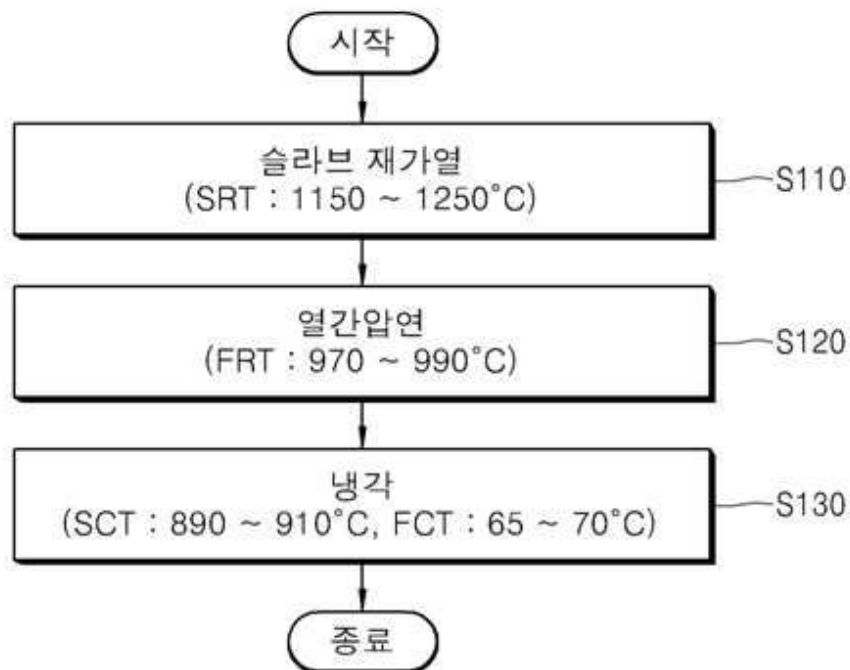 시작
슬라브 재가열
(SRT : 1150 ~ 1250°C)
S110
열간압연
(FRT : 970 ~ 990°C)
S120
냉각
(SCT : 890 ~ 910°C, FCT : 65 ~ 70°C)
S130
종료